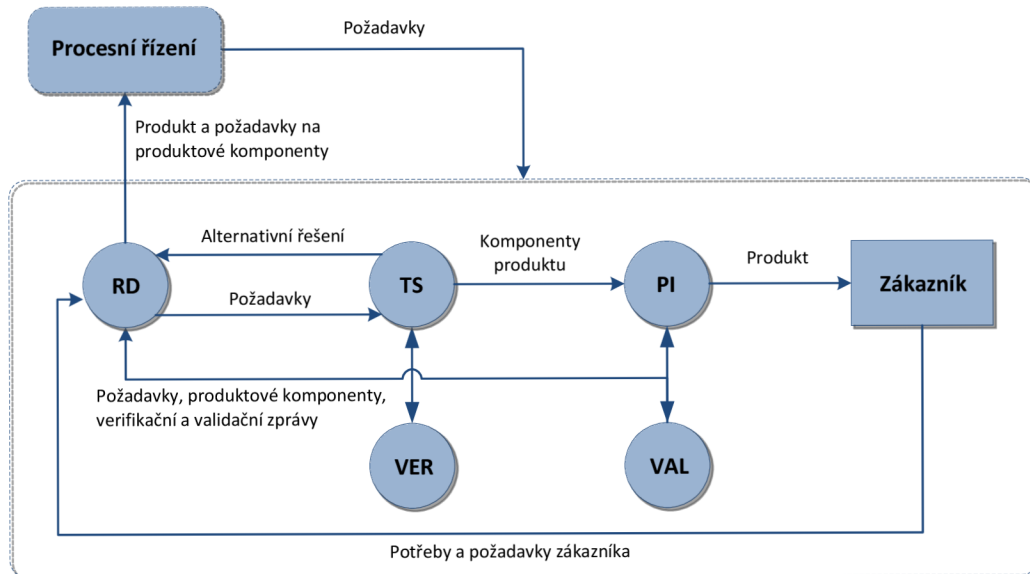 Požadavky
Procesní řízení
Produkt a požadavky na
produktové komponenty
Alternativní řešení
Komponenty
produktu
Produkt
RD
TS
PI
Zákazník
Požadavky
Požadavky, produktové komponenty,
verifikační a validační zprávy
VER
VAL
Potřeby a požadavky zákazníka